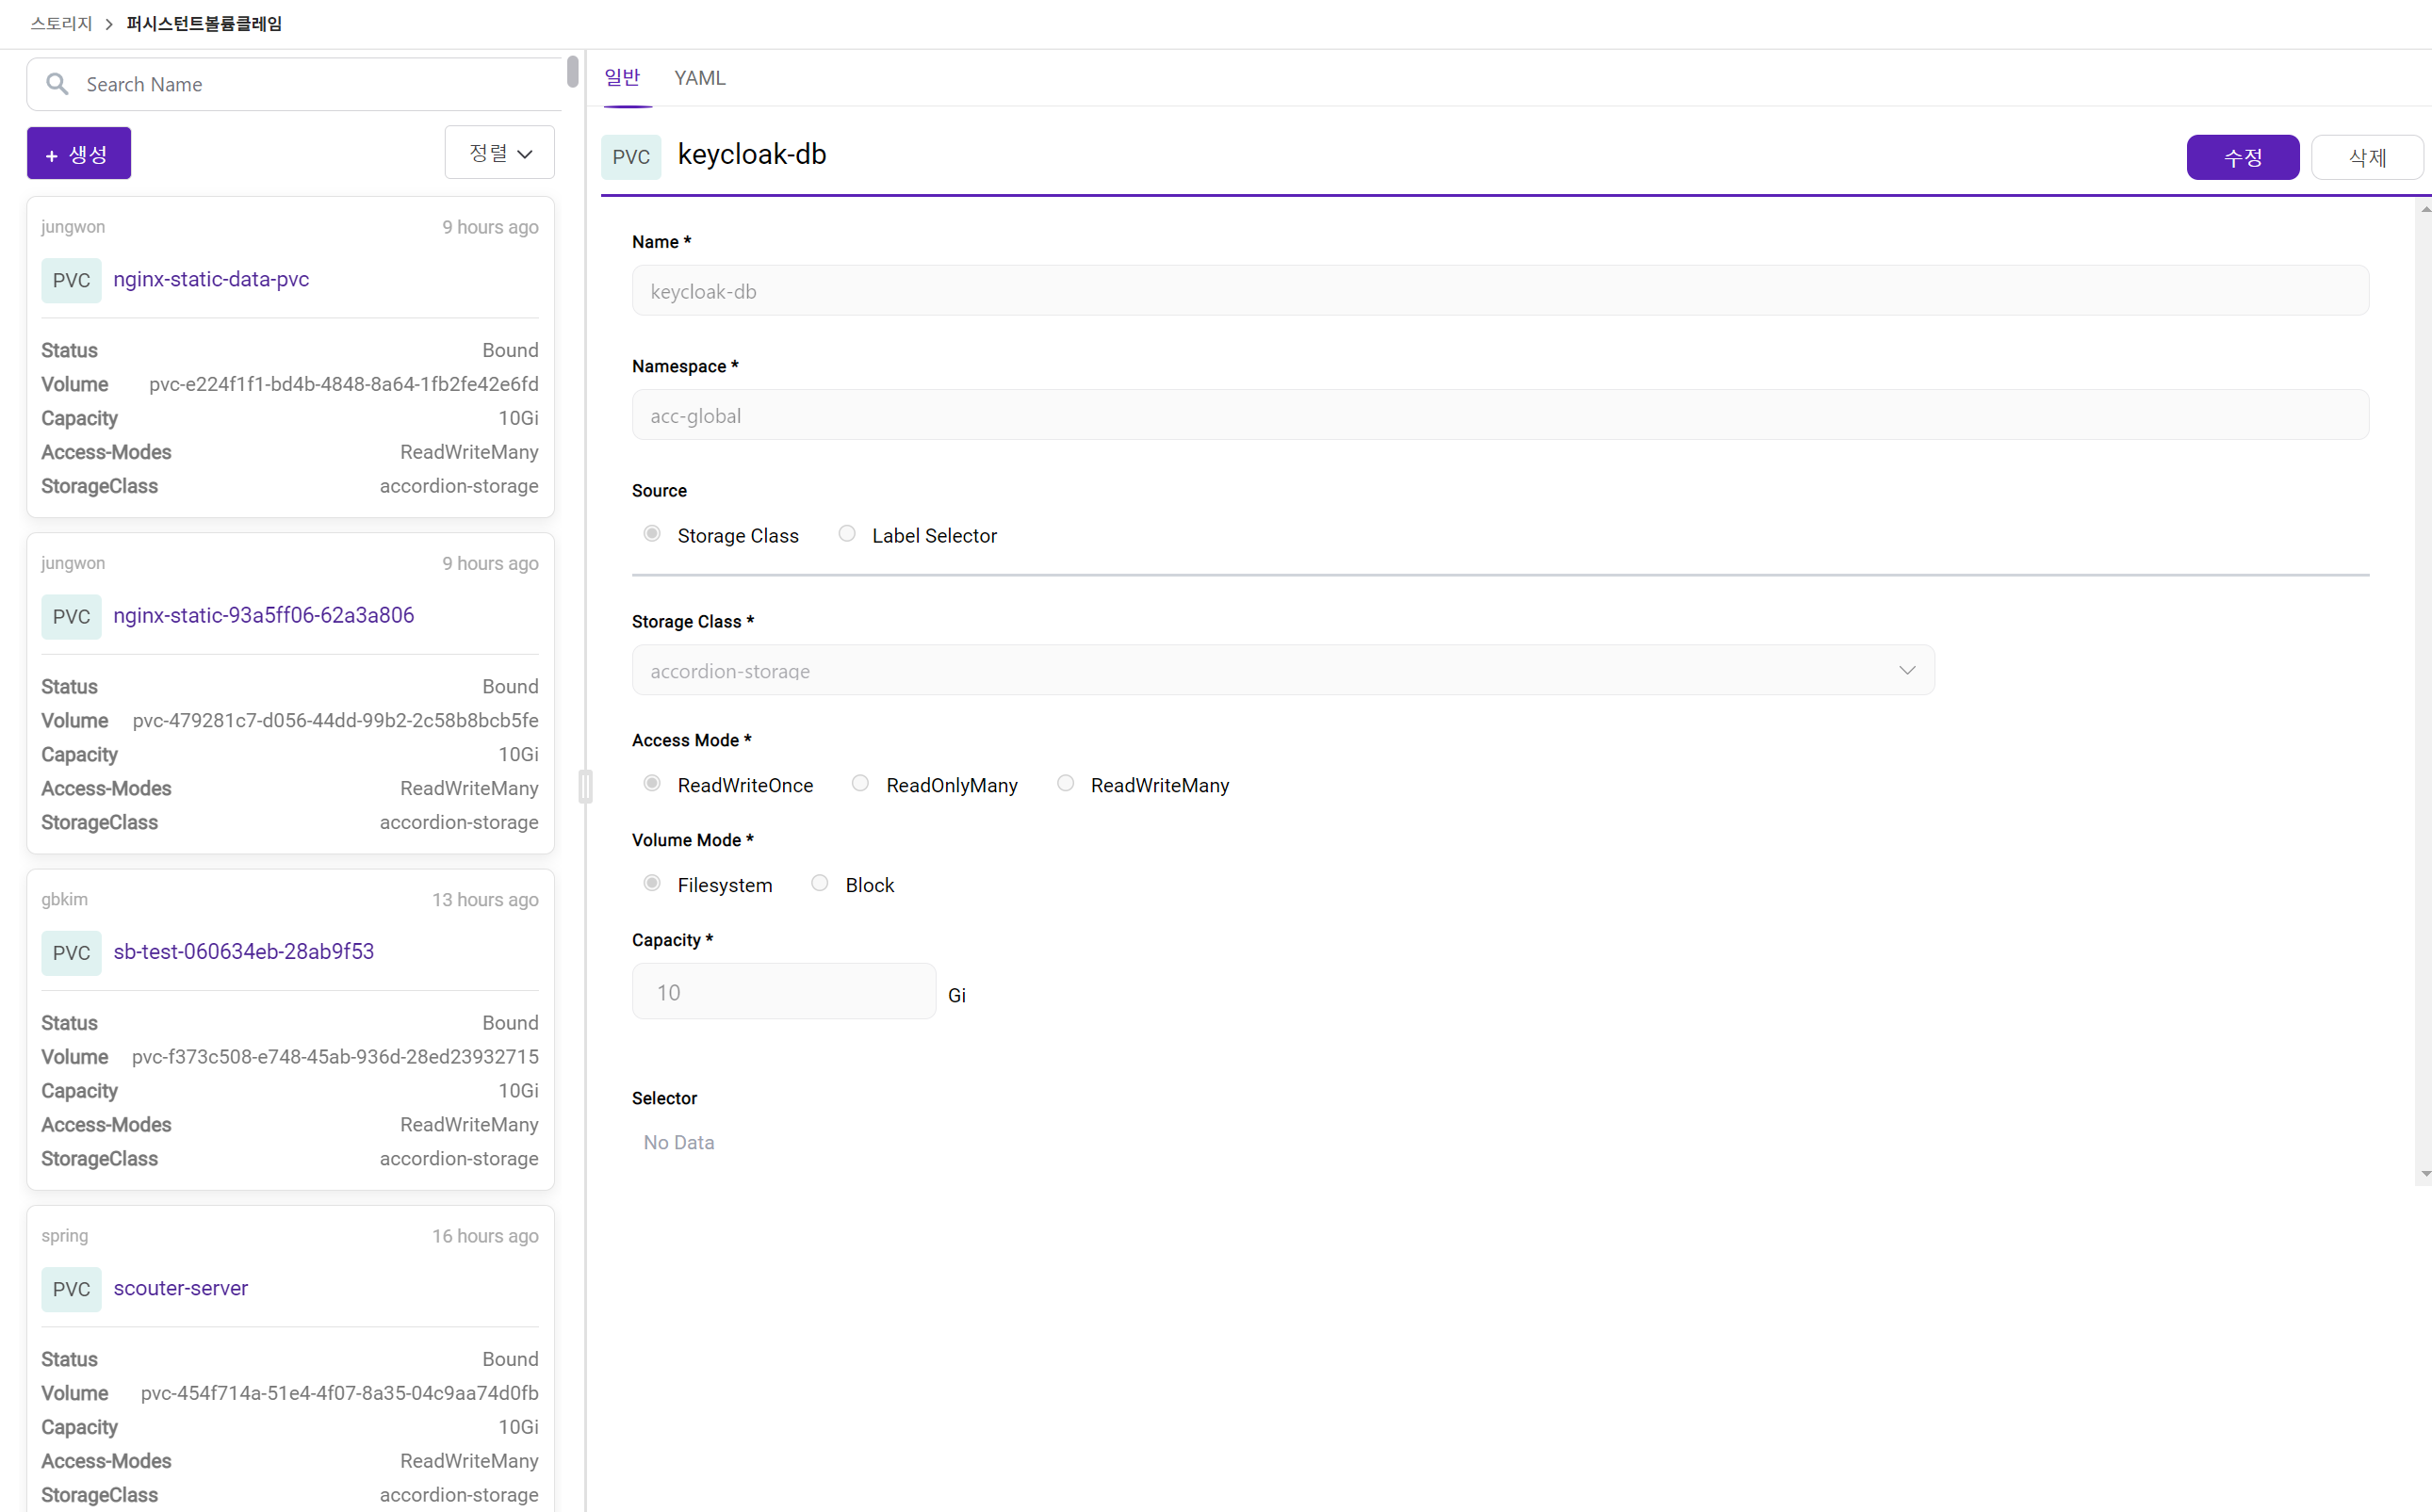 스토리지 > 퍼시스턴트볼륨클레임
Search Name
+ 생성
정렬
jungwon 9 hours ago
PVC nginx-static-data-pvc
Status Bound
Volume pvc-e224f1f1-bd4b-4848-8a64-1fb2fe42e6fd
Capacity 10Gi
Access-Modes ReadWriteMany
StorageClass accordion-storage
jungwon 9 hours ago
PVC nginx-static-93a5ff06-62a3a806
Status Bound
Volume pvc-479281c7-d056-44dd-99b2-2c58b8bcb5fe
Capacity 10Gi
Access-Modes ReadWriteMany
StorageClass accordion-storage
gbkim 13 hours ago
PVC sb-test-060634eb-28ab9f53
Status Bound
Volume pvc-f373c508-e748-45ab-936d-28ed23932715
Capacity 10Gi
Access-Modes ReadWriteMany
StorageClass accordion-storage
spring 16 hours ago
PVC scouter-server
Status Bound
Volume pvc-454f714a-51e4-4f07-8a35-04c9aa74d0fb
Capacity 10Gi
Access-Modes ReadWriteMany
StorageClass accordion-storage
일반 YAML
PVC keycloak-db
수정 삭제
Name *
keycloak-db
Namespace *
acc-global
Source
Storage Class Label Selector
Storage Class *
accordion-storage
Access Mode *
ReadWriteOnce ReadOnlyMany ReadWriteMany
Volume Mode *
Filesystem Block
Capacity *
10 Gi
Selector
No Data